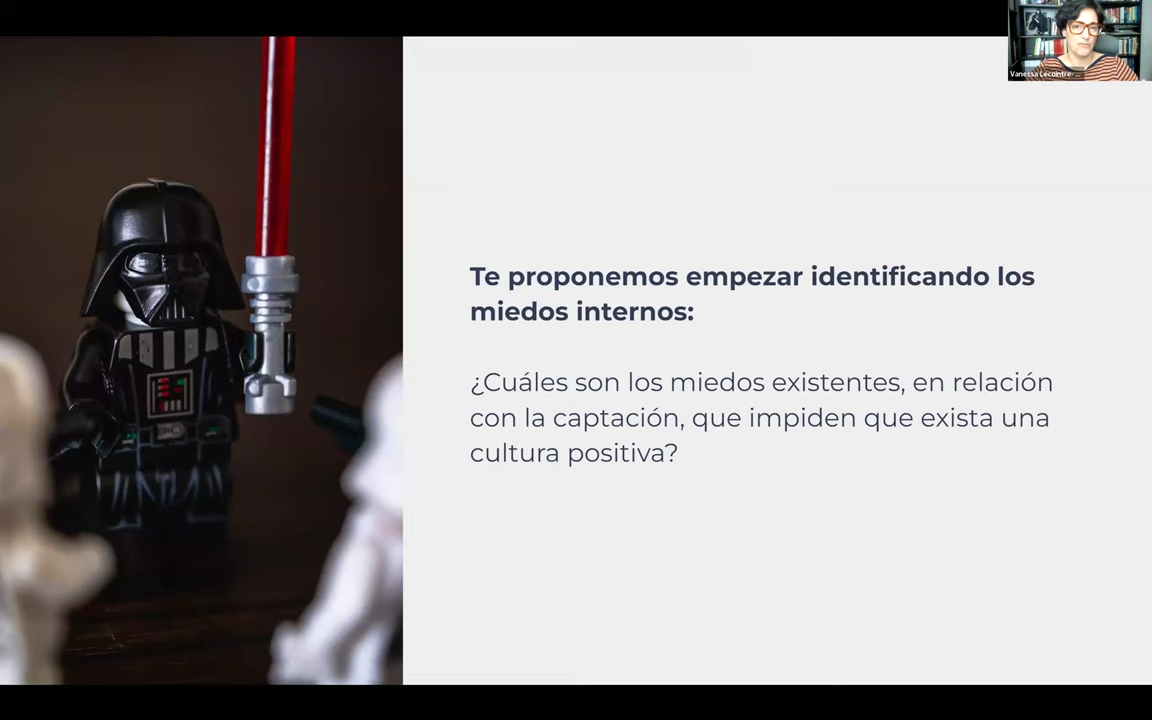 Vanessa Lecointre-...
Te proponemos empezar identificando los
miedos internos:
¿Cuáles son los miedos existentes, en relación
con la captación, que impiden que exista una
cultura positiva?